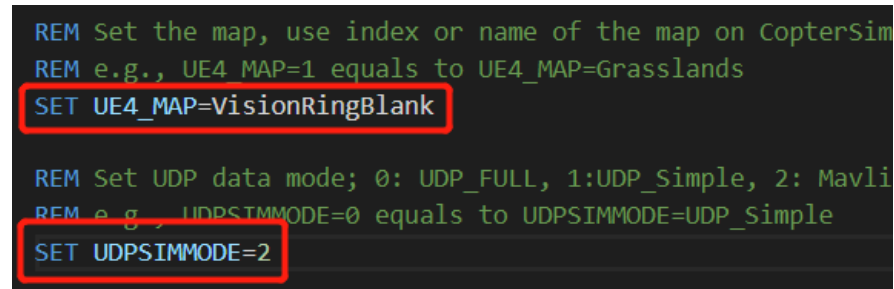 REM Set the map, use index or name of the map on CopterSim
REM e.g., UE4_MAP=1 equals to UE4_MAP=Grasslands
SET UE4_MAP=VisionRingBlank
REM Set UDP data mode; 0: UDP_FULL, 1:UDP_Simple, 2: Mavli
REM e.g., UDPSIMMODE=0 equals to UDPSIMMODE=UDP_Simple
SET UDPSIMMODE=2